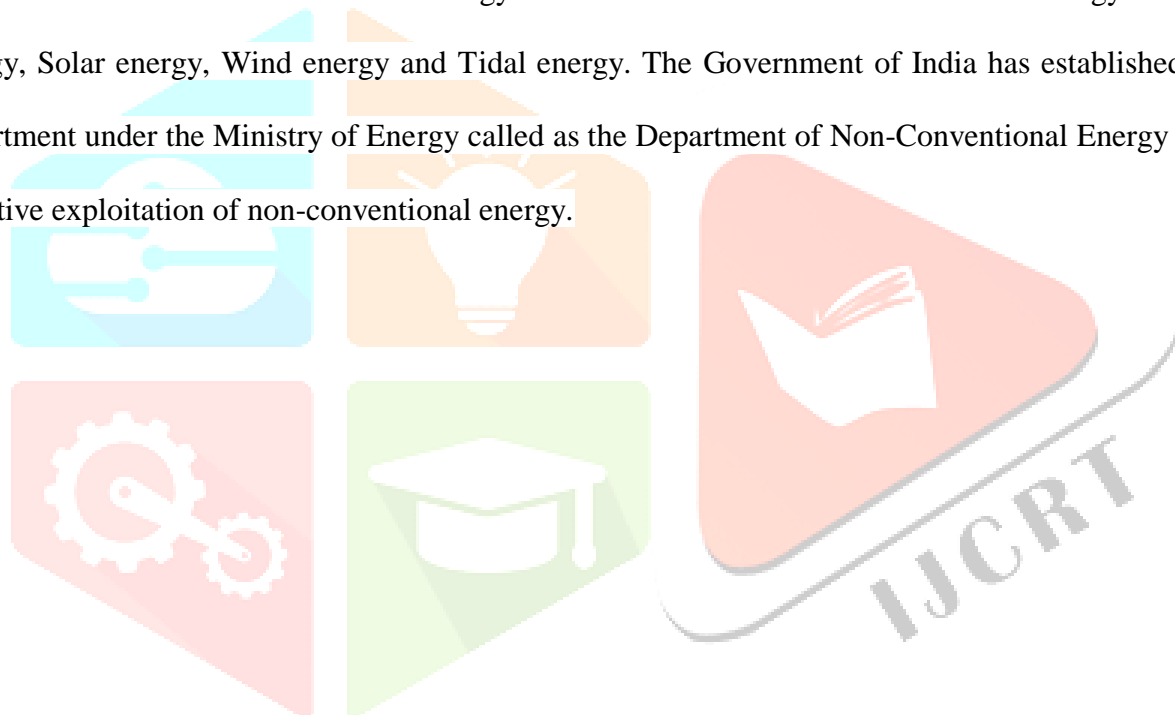 gy, Solar energy, Wind energy and Tidal energy. The Government of India has established
rtment under the Ministry of Energy called as the Department of Non-Conventional Energy
tive exploitation of non-conventional energy.
IJCRT